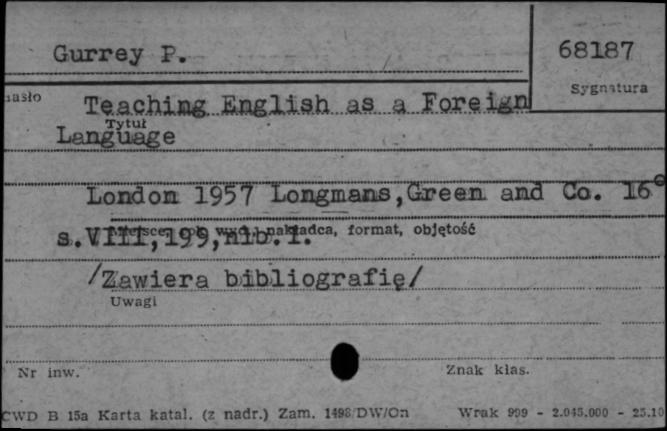 Gurrey P.
68187
Sygnatura
hasło
Teaching English as a Foreign
Tytuł
Language
London 1957 Longmans,Green and Co. 16°
Miejsce, rok wyd., nakładca, format, objętość
s.VIII,199,nlb.1.
/Zawiera bibliografię/
Uwagi
Nr inw.
Znak klas.
CWD B 15a Karta katal. (z nadr.) Zam. 1498/DW/On
Wrak 999 - 2.045.000 - 25.10